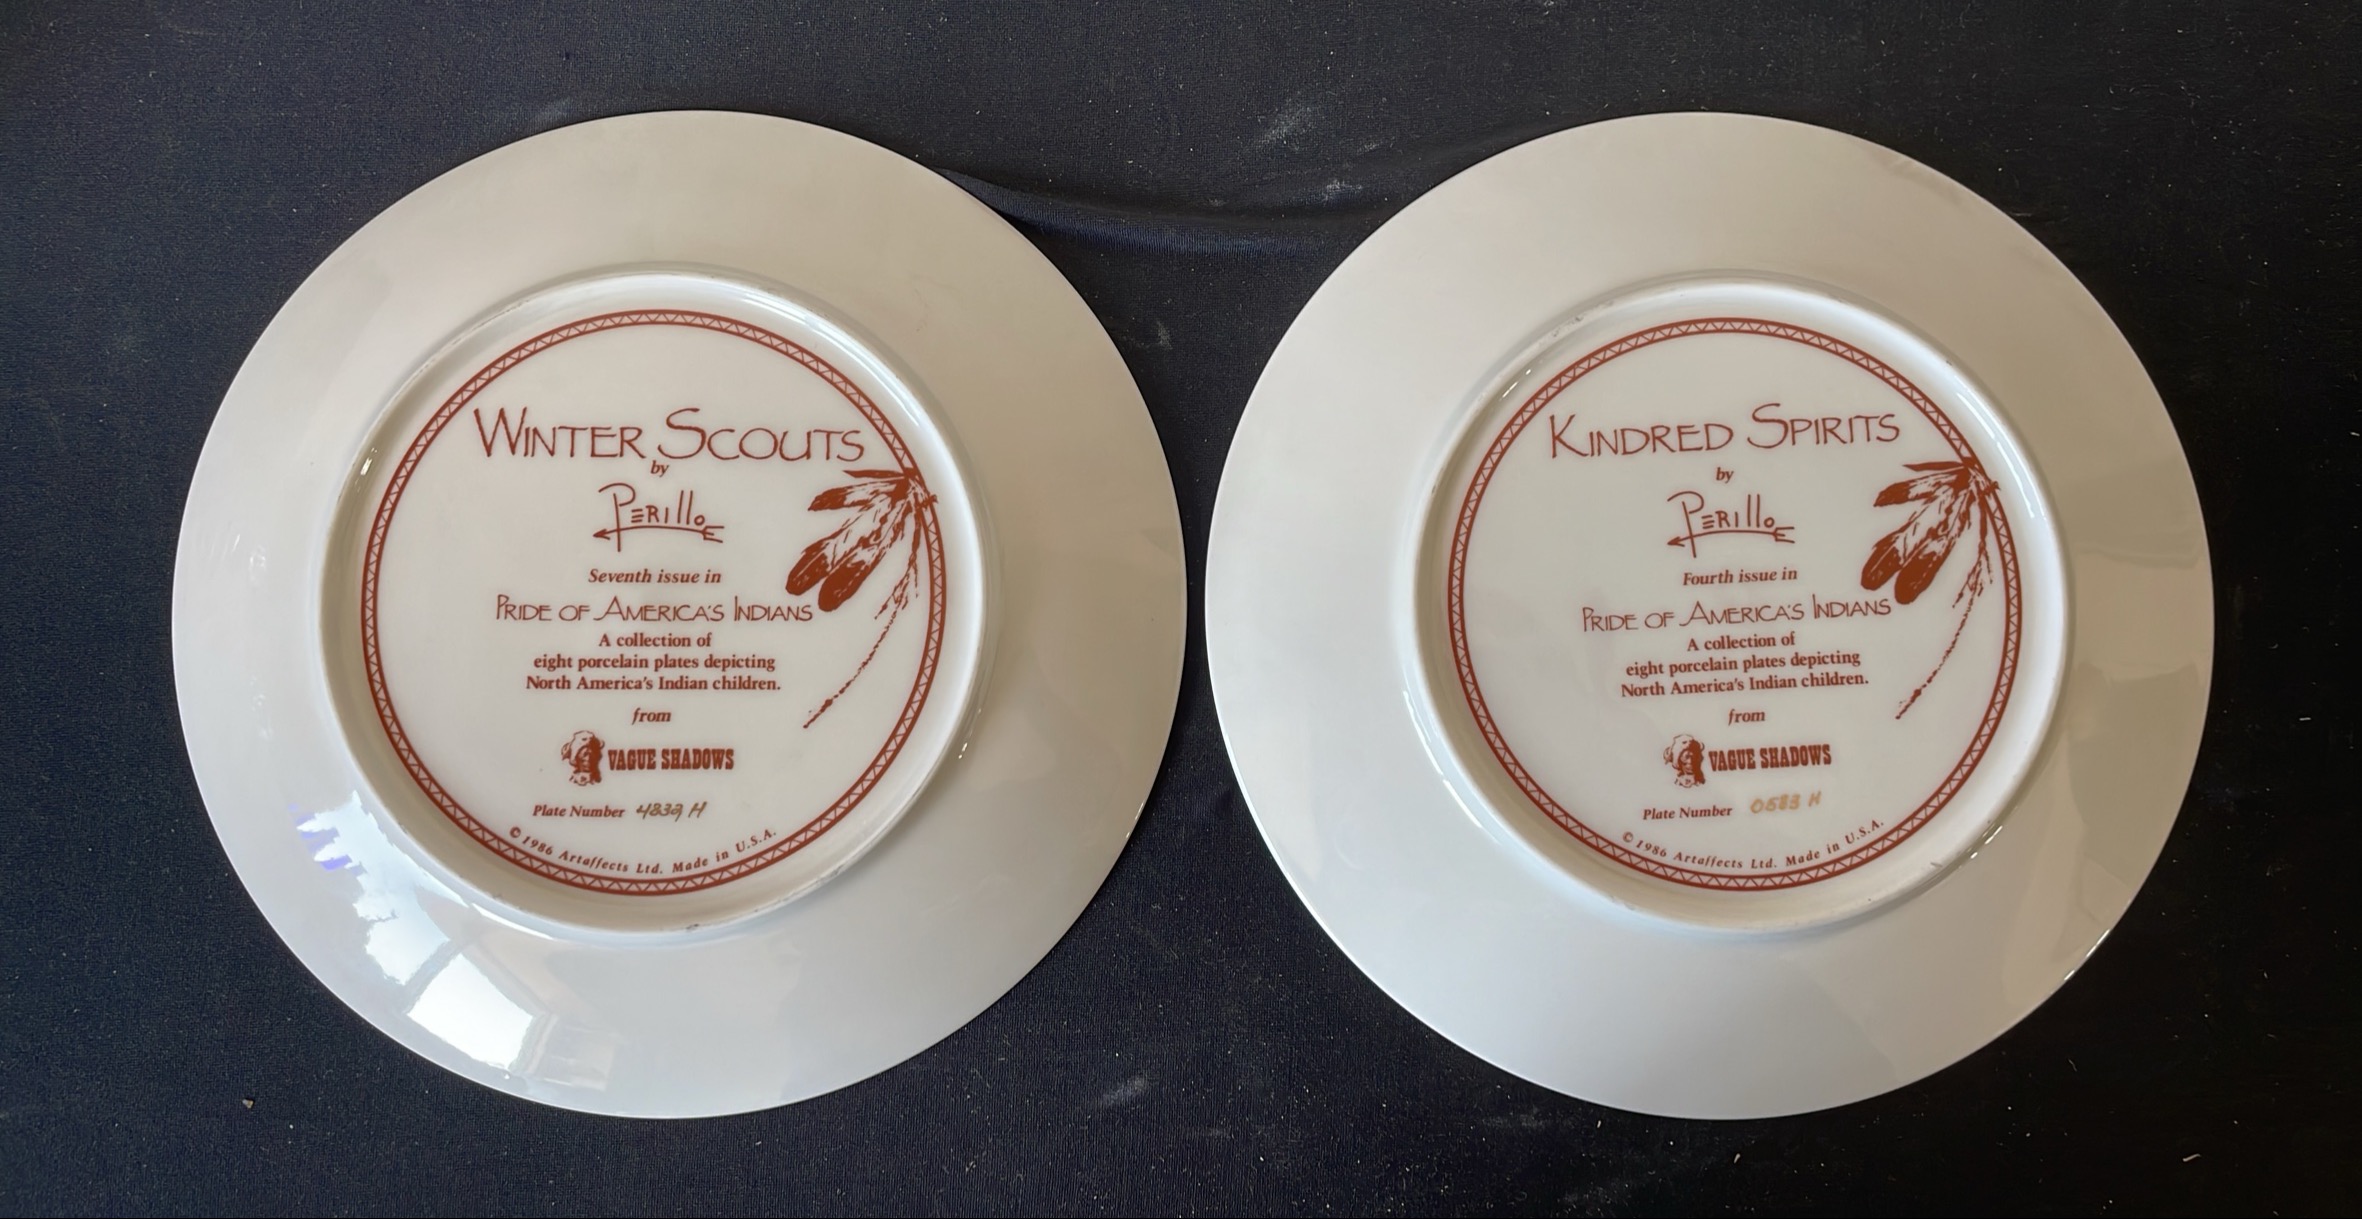 WINTER SCOUTS
by
PERILLO
Seventh issue in
PRIDE OF AMERICA'S INDIANS
A collection of
eight porcelain plates depicting
North America's Indian children.
from
VAGUE SHADOWS
Plate Number 4832 H
© 1986 Artaffects Ltd. Made in U.S.A.
KINDRED SPIRITS
by
PERILLO
Fourth issue in
PRIDE OF AMERICA'S INDIANS
A collection of
eight porcelain plates depicting
North America's Indian children.
from
VAGUE SHADOWS
Plate Number 0583 H
© 1986 Artaffects Ltd. Made in U.S.A.